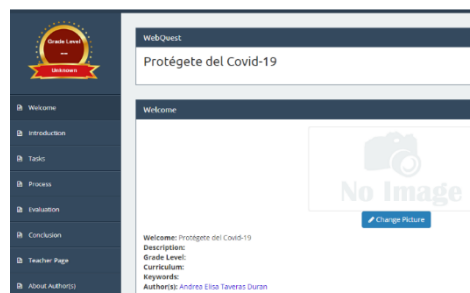 Grade Level
--
Unknown
Welcome
Introduction
Tasks
Process
Evaluation
Conclusion
Teacher Page
About Author(s)
WebQuest
Protégete del Covid-19
Welcome
No Image
Change Picture
Welcome: Protégete del Covid-19
Description:
Grade Level:
Curriculum:
Keywords:
Author(s): Andrea Elisa Taveras Duran